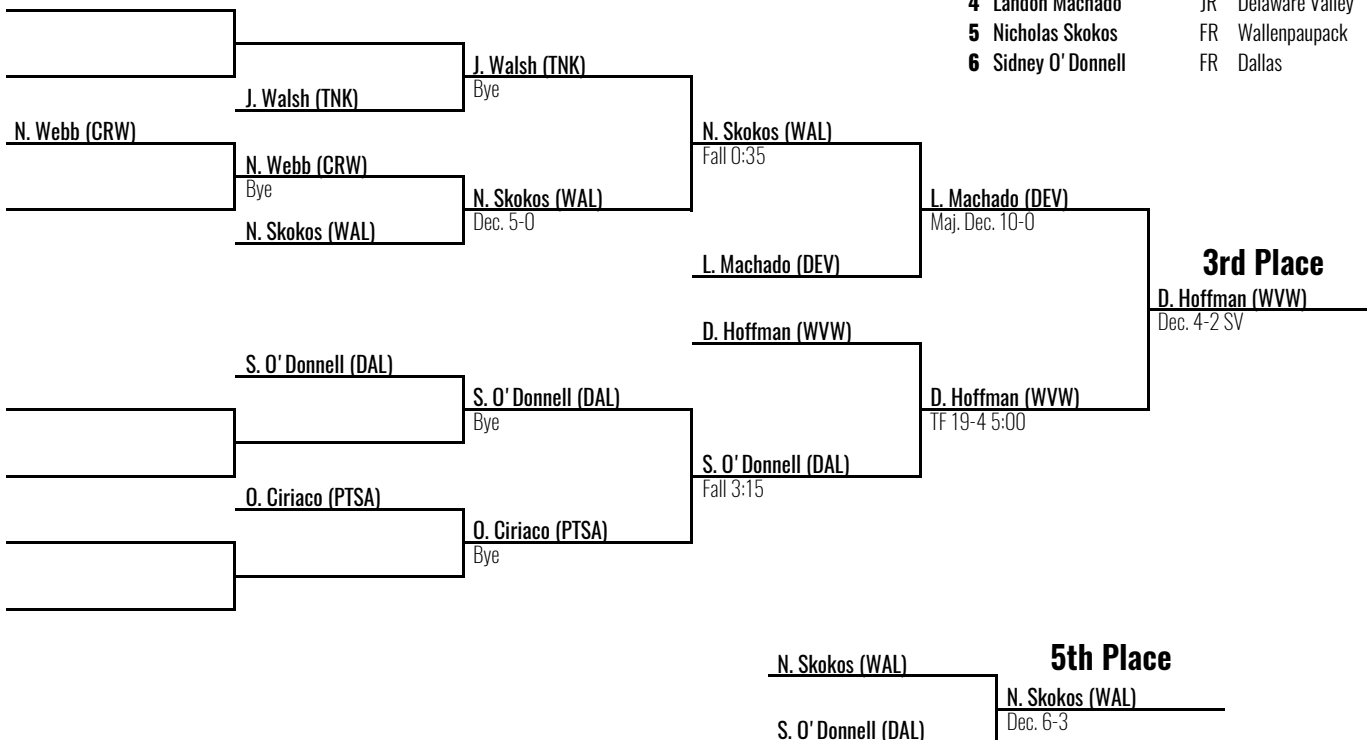 4 Landon Machado JR Delaware Valley
5 Nicholas Skokos FR Wallenpaupack
6 Sidney O'Donnell FR Dallas
J. Walsh (TNK)
Bye
J. Walsh (TNK)
N. Webb (CRW)
N. Skokos (WAL)
Fall 0:35
N. Webb (CRW)
Bye
N. Skokos (WAL)
Dec. 5-0
L. Machado (DEV)
Maj. Dec. 10-0
N. Skokos (WAL)
L. Machado (DEV)
3rd Place
D. Hoffman (WVW)
Dec. 4-2 SV
D. Hoffman (WVW)
S. O'Donnell (DAL)
S. O'Donnell (DAL)
Bye
D. Hoffman (WVW)
TF 19-4 5:00
S. O'Donnell (DAL)
Fall 3:15
O. Ciriaco (PTSA)
O. Ciriaco (PTSA)
Bye
5th Place
N. Skokos (WAL)
N. Skokos (WAL)
Dec. 6-3
S. O'Donnell (DAL)